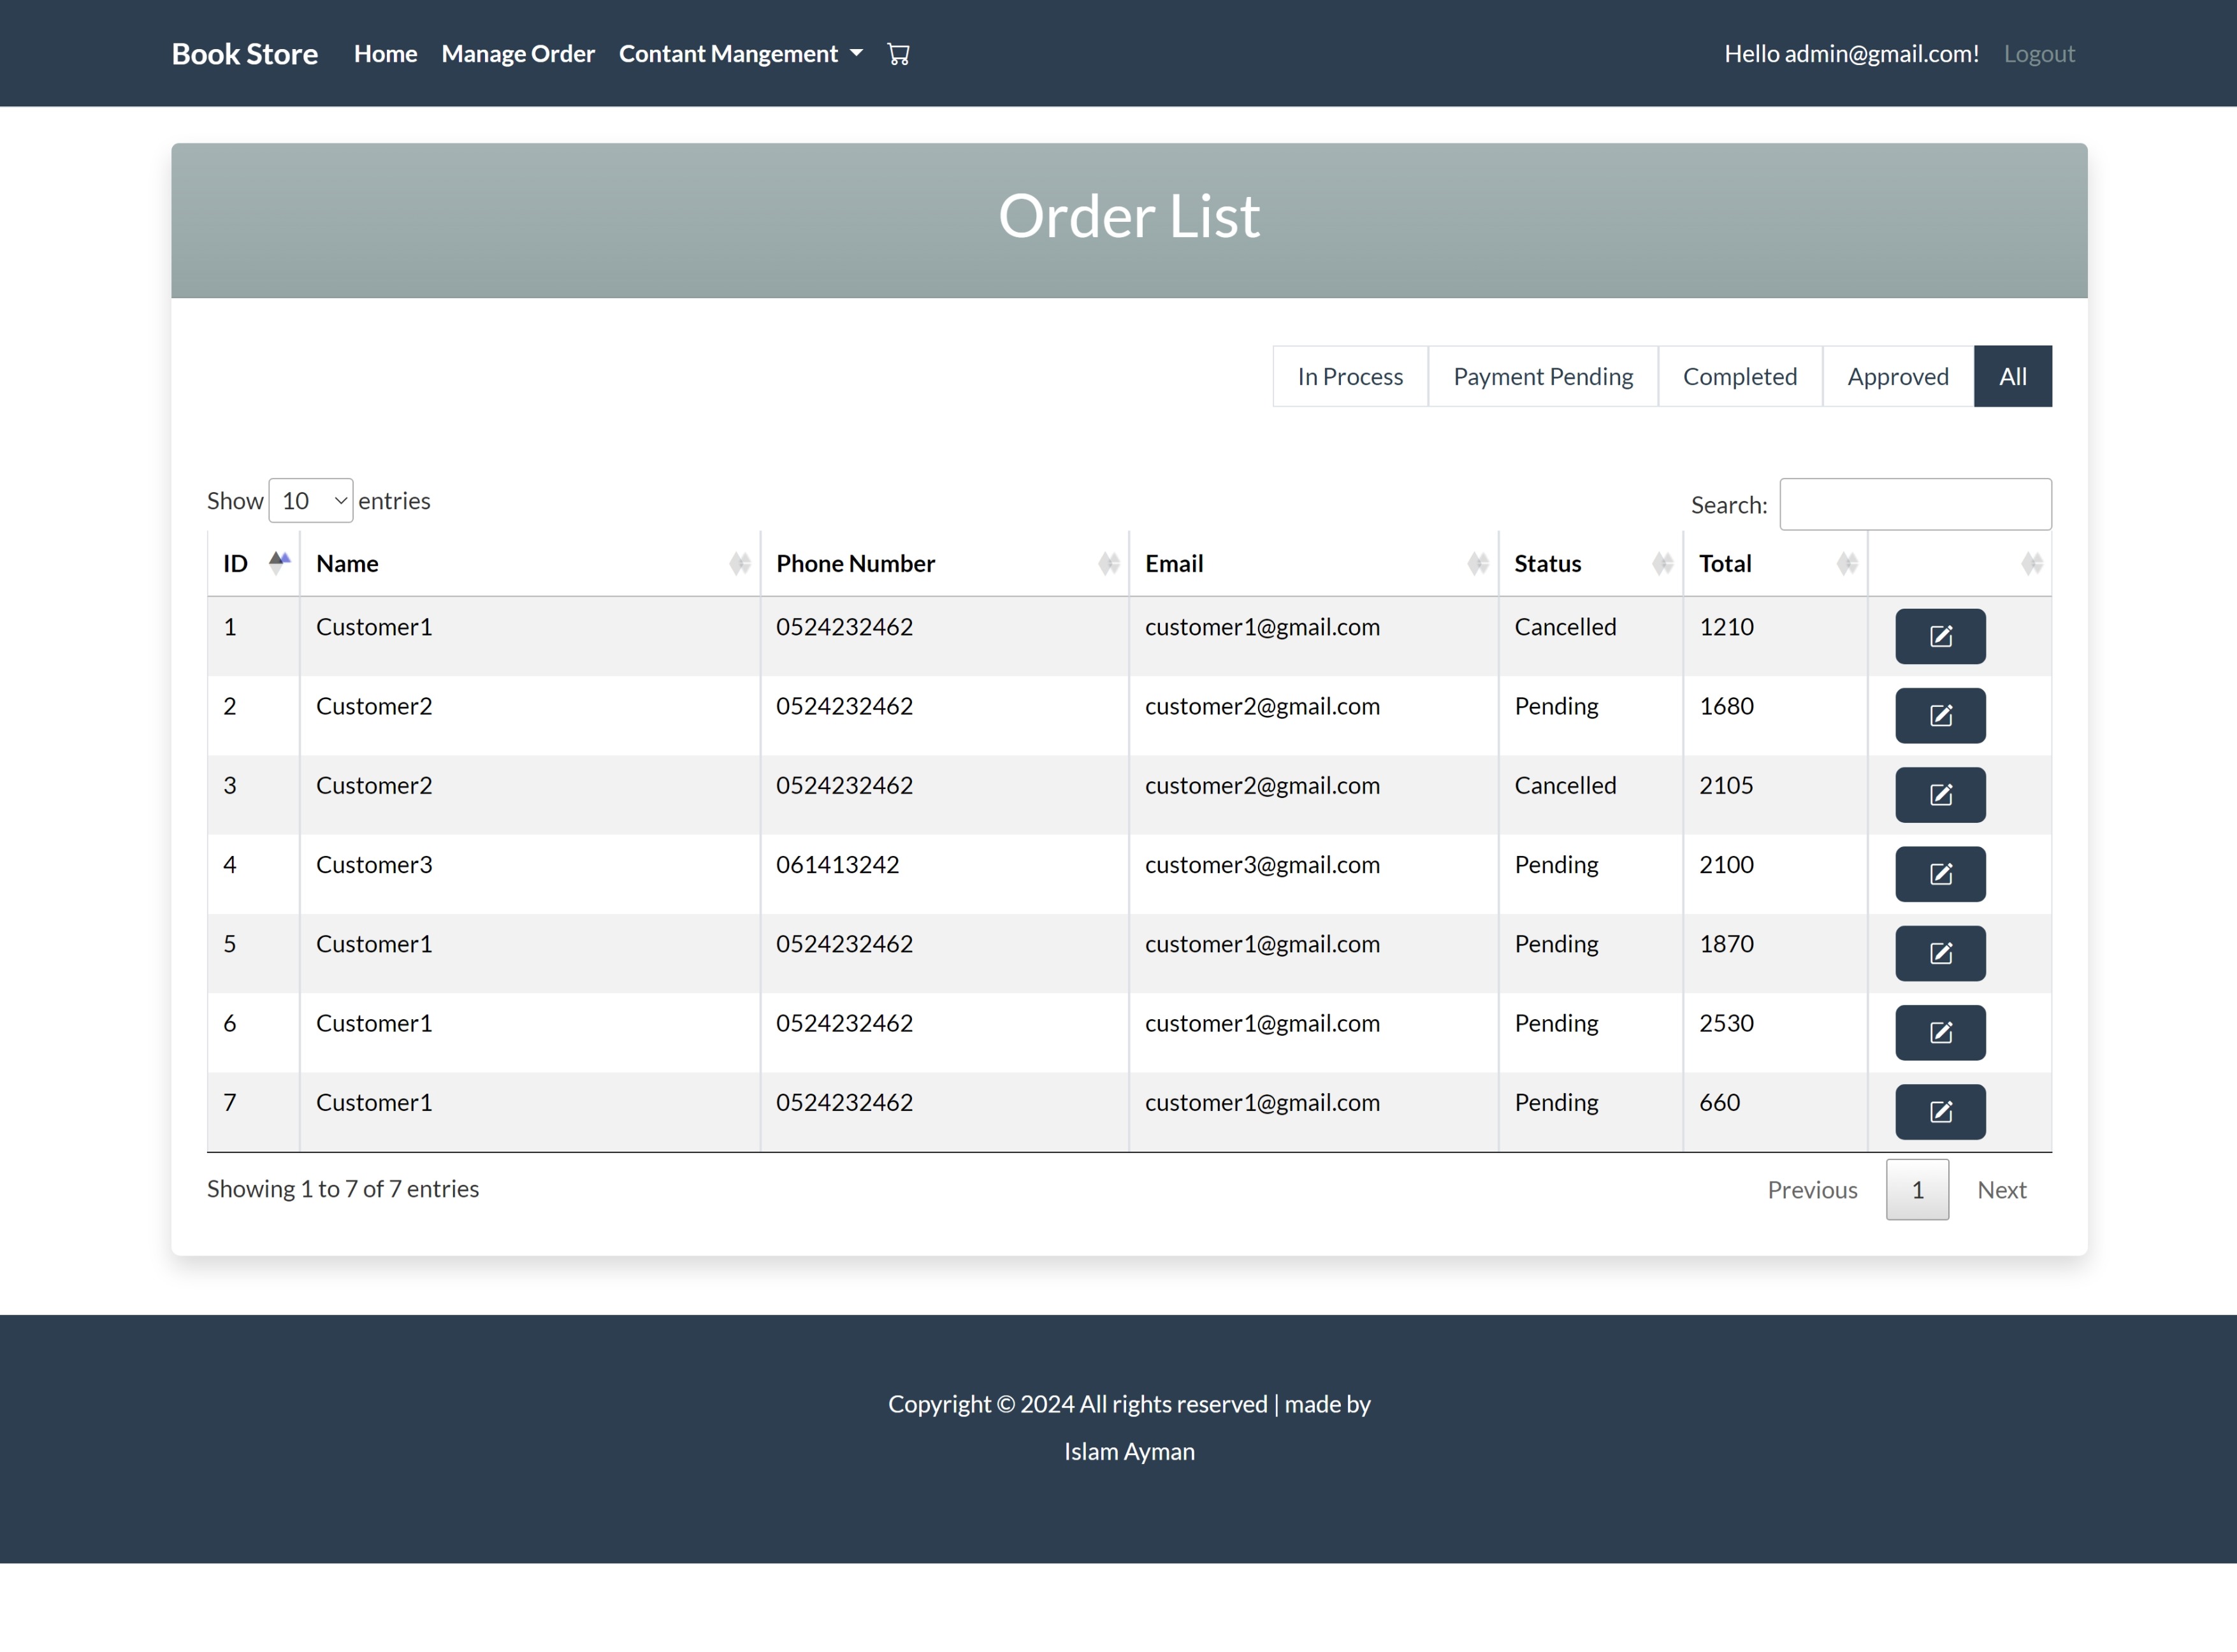 Book Store Home Manage Order Contant Mangement Hello admin@gmail.com! Logout
Order List
In Process Payment Pending Completed Approved All
Show 10 entries Search:
ID Name Phone Number Email Status Total
1 Customer1 0524232462 customer1@gmail.com Cancelled 1210
2 Customer2 0524232462 customer2@gmail.com Pending 1680
3 Customer2 0524232462 customer2@gmail.com Cancelled 2105
4 Customer3 061413242 customer3@gmail.com Pending 2100
5 Customer1 0524232462 customer1@gmail.com Pending 1870
6 Customer1 0524232462 customer1@gmail.com Pending 2530
7 Customer1 0524232462 customer1@gmail.com Pending 660
Showing 1 to 7 of 7 entries Previous 1 Next
Copyright © 2024 All rights reserved | made by
Islam Ayman